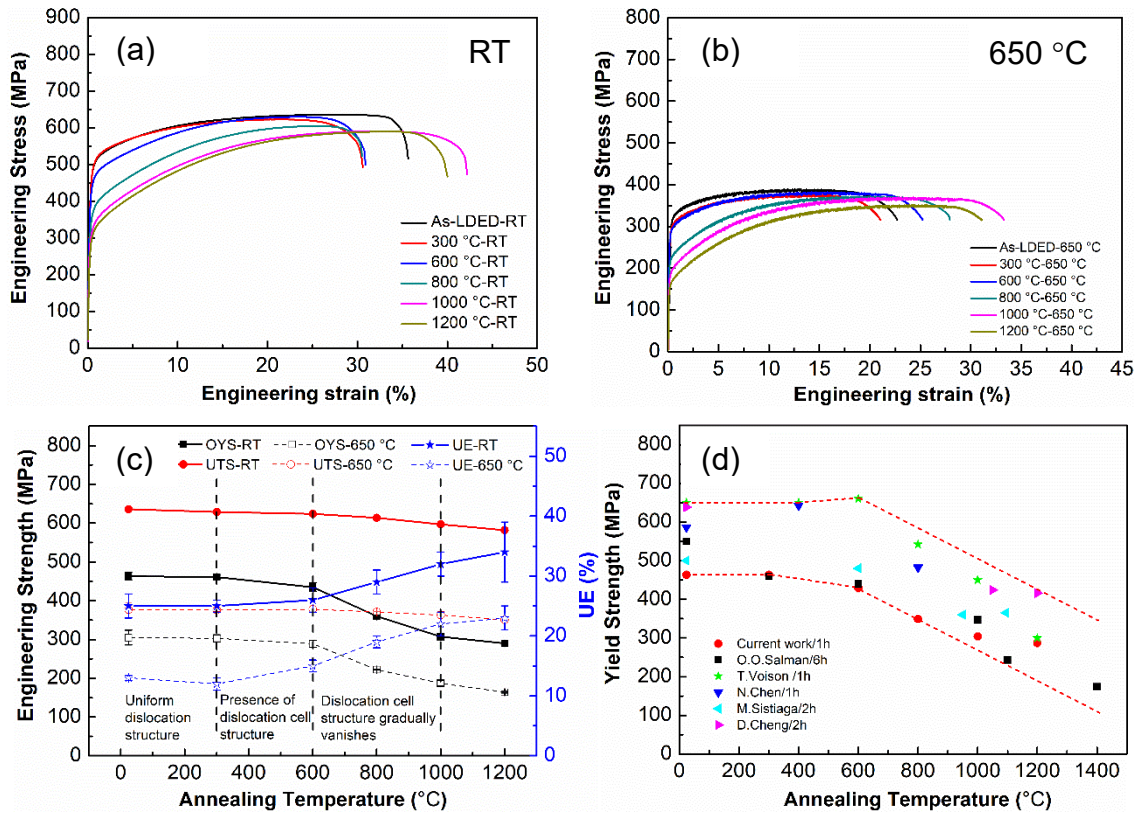 (a)
RT
Engineering Stress (MPa)
900
800
700
600
500
400
300
200
100
0
As-LDED-RT
300 °C-RT
600 °C-RT
800 °C-RT
1000 °C-RT
1200 °C-RT
0 10 20 30 40 50
Engineering strain (%)
(b)
650 °C
Engineering Stress (MPa)
800
750
700
650
600
550
500
450
400
350
300
250
200
150
100
50
0
As-LDED-650 °C
300 °C-650 °C
600 °C-650 °C
800 °C-650 °C
1000 °C-650 °C
1200 °C-650 °C
0 5 10 15 20 25 30 35 40 45
Engineering strain (%)
(c)
OYS-RT OYS-650 °C UE-RT
UTS-RT UTS-650 °C UE-650 °C
Engineering Strength (MPa)
800
700
600
500
400
300
200
100
0
UE (%)
50
40
30
20
10
0
Uniform
dislocation
structure
Presence of
dislocation cell
structure
Dislocation cell
structure gradually
vanishes
0 200 400 600 800 1000 1200
Annealing Temperature (°C)
(d)
Yield Strength (MPa)
800
700
600
500
400
300
200
100
0
Current work/1h
O.O.Salman/6h
T.Voison /1h
N.Chen/1h
M.Sistiaga/2h
D.Cheng/2h
0 200 400 600 800 1000 1200 1400
Annealing Temperature (°C)